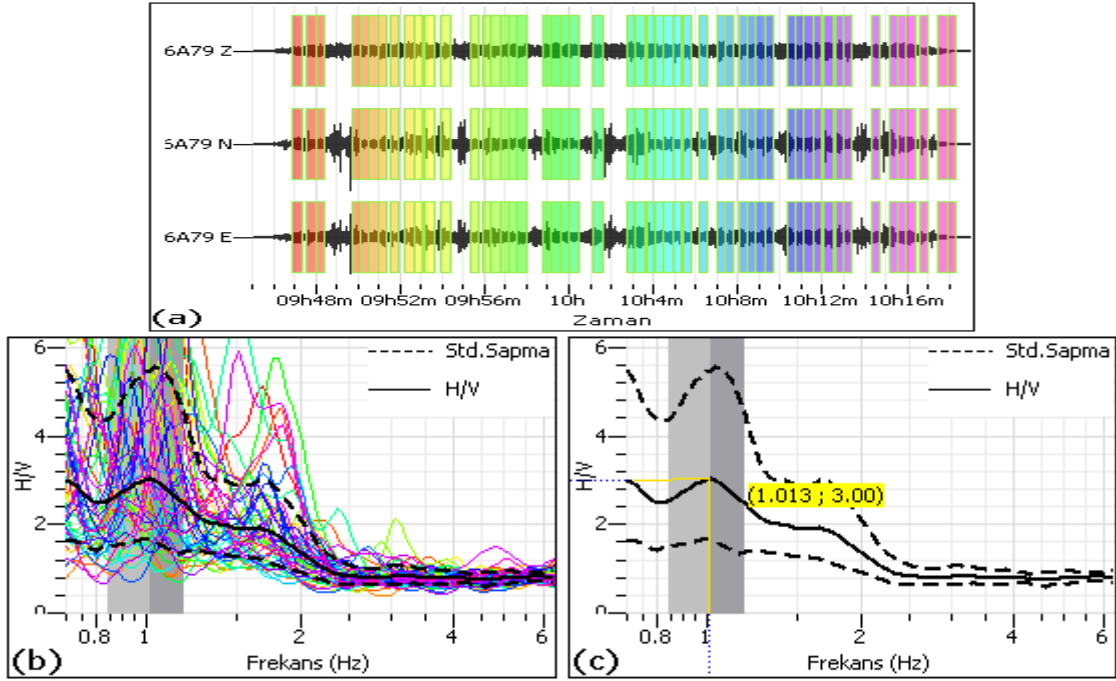 6A79 Z
5A79 N
6A79 E
09h48m 09h52m 09h56m 10h 10h4m 10h8m 10h12m 10h16m
Zaman
(a)
6
4
2
0
H/V
Std.Sapma
H/V
0.8 1 2 4 6
Frekans (Hz)
(b)
6
4
2
0
H/V
Std.Sapma
H/V
(1.013 ; 3.00)
0.8 1 2 4 6
Frekans (Hz)
(c)